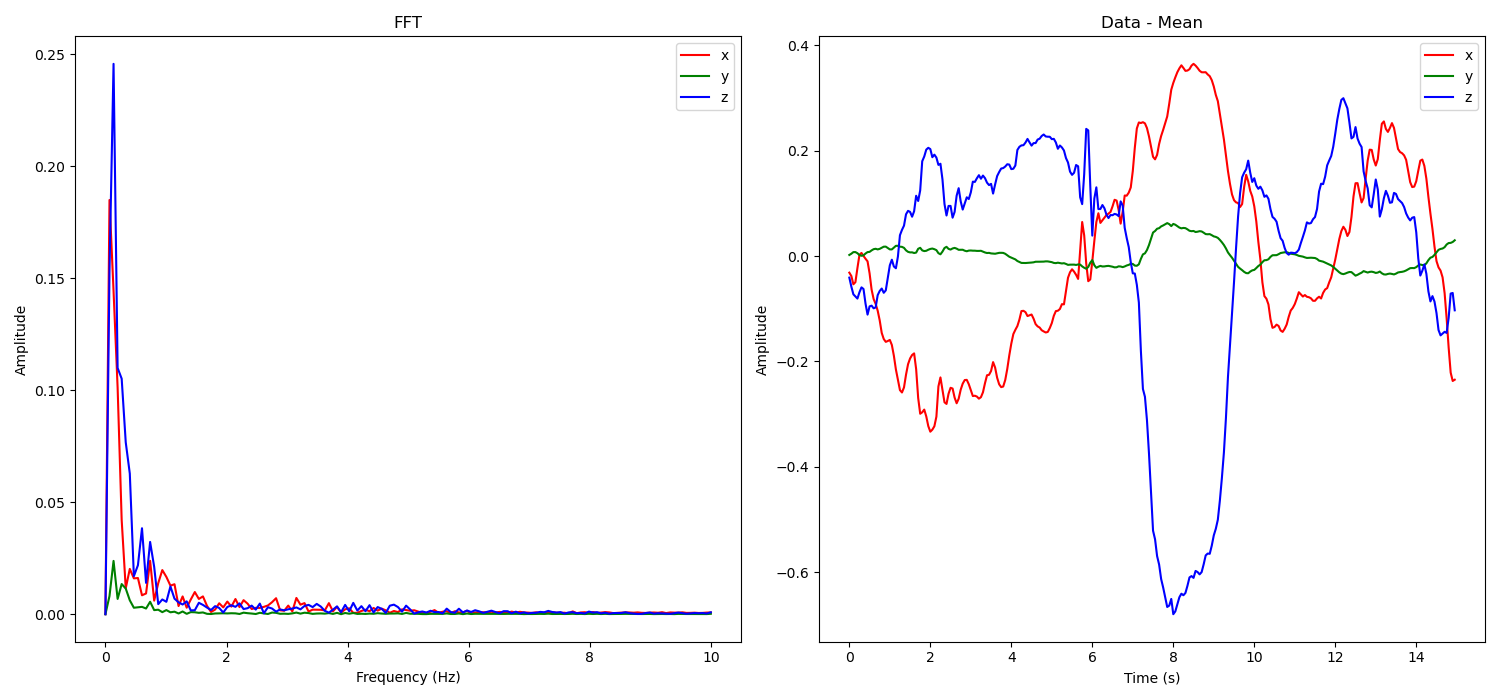 FFT
0.25
0.20
0.15
0.10
0.05
0.00
Amplitude
0 2 4 6 8 10
Frequency (Hz)
x
y
z
Data - Mean
0.4
0.2
0.0
−0.2
−0.4
−0.6
Amplitude
0 2 4 6 8 10 12 14
Time (s)
x
y
z